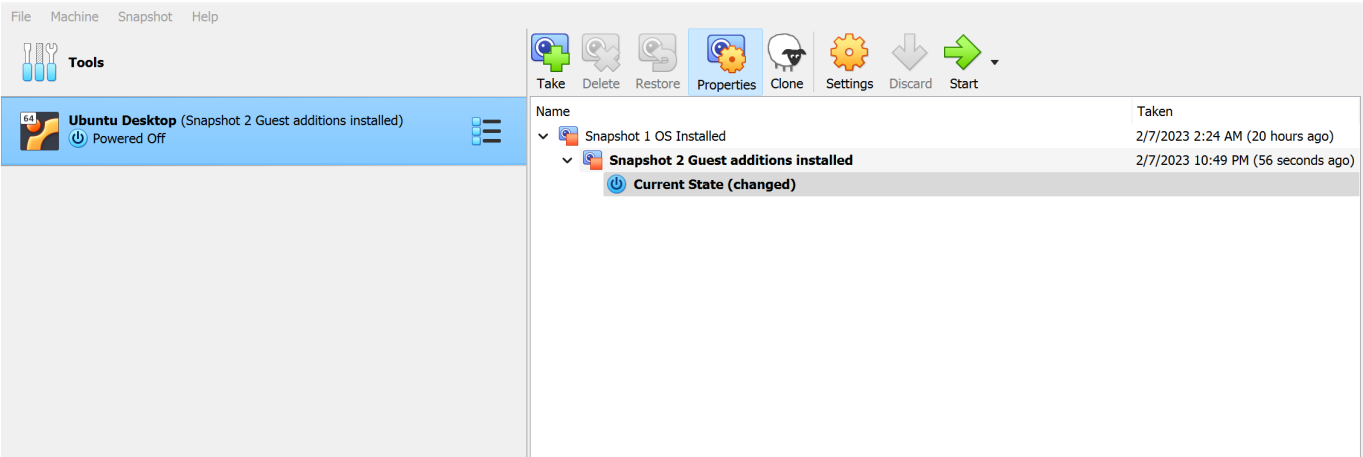 File Machine Snapshot Help
Tools
Take Delete Restore Properties Clone Settings Discard Start
64
Ubuntu Desktop (Snapshot 2 Guest additions installed)
Powered Off
Name Taken
Snapshot 1 OS Installed 2/7/2023 2:24 AM (20 hours ago)
Snapshot 2 Guest additions installed 2/7/2023 10:49 PM (56 seconds ago)
Current State (changed)